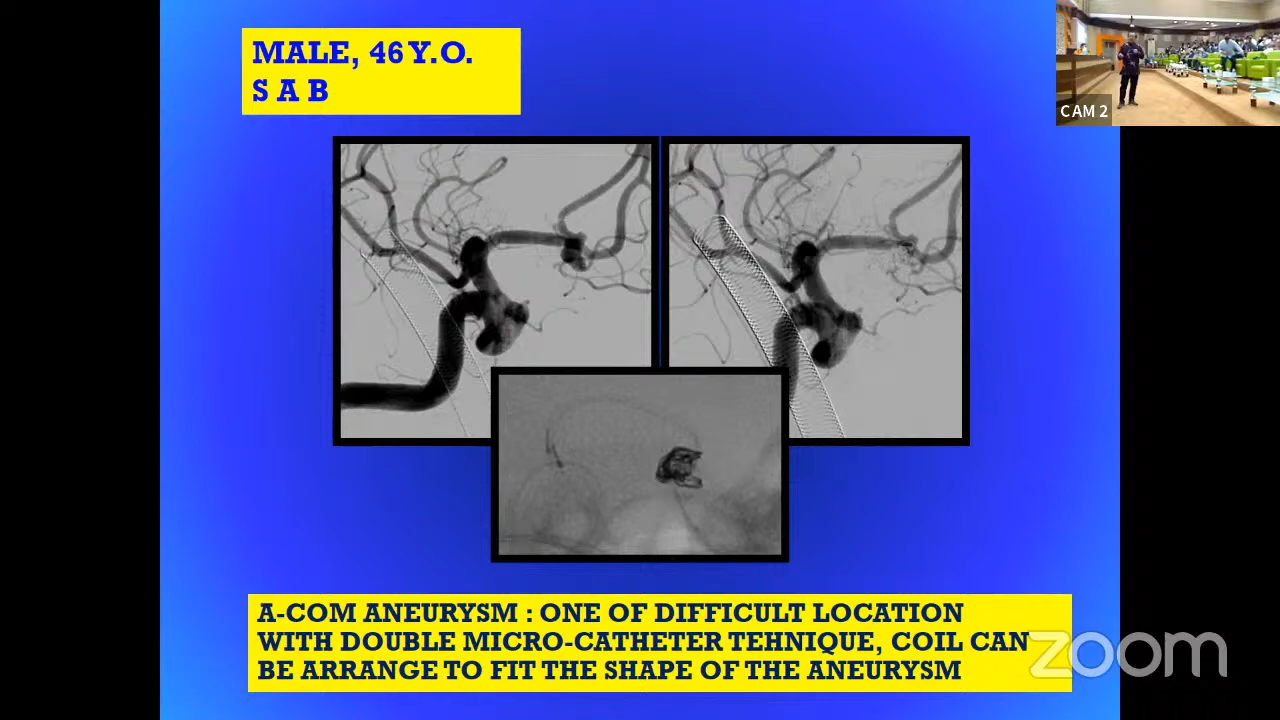 MALE, 46 Y.O.
S A B
CAM 2
A-COM ANEURYSM : ONE OF DIFFICULT LOCATION
WITH DOUBLE MICRO-CATHETER TEHNIQUE, COIL CAN
BE ARRANGE TO FIT THE SHAPE OF THE ANEURYSM
zoom